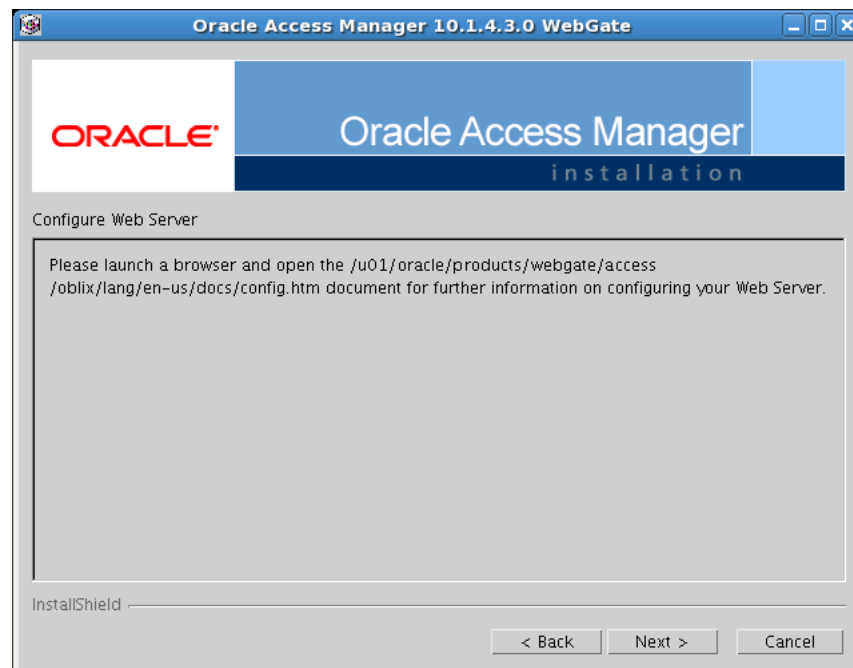 Oracle Access Manager 10.1.4.3.0 WebGate
ORACLE
Oracle Access Manager
installation
Configure Web Server
Please launch a browser and open the /u01/oracle/products/webgate/access
/oblix/lang/en-us/docs/config.htm document for further information on configuring your Web Server.
InstallShield
< Back
Next >
Cancel